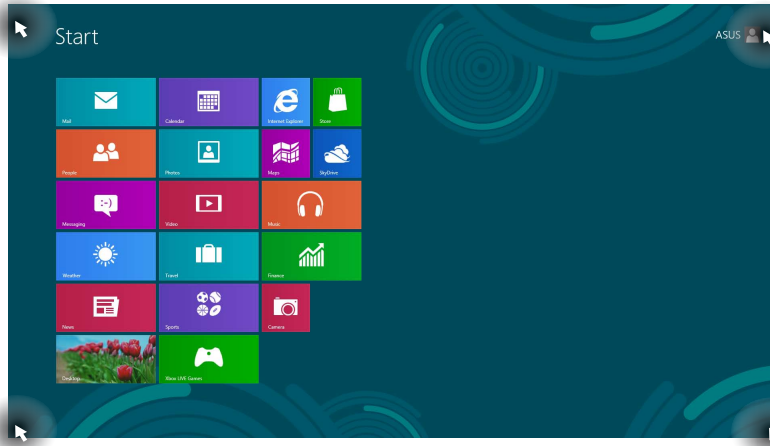 Start
ASUS
Mail
Calendar
Internet Explorer
Store
People
Photos
Maps
SkyDrive
Messaging
:-)
Video
Music
Weather
Travel
Finance
News
Sports
Camera
Desktop
Xbox LIVE Games